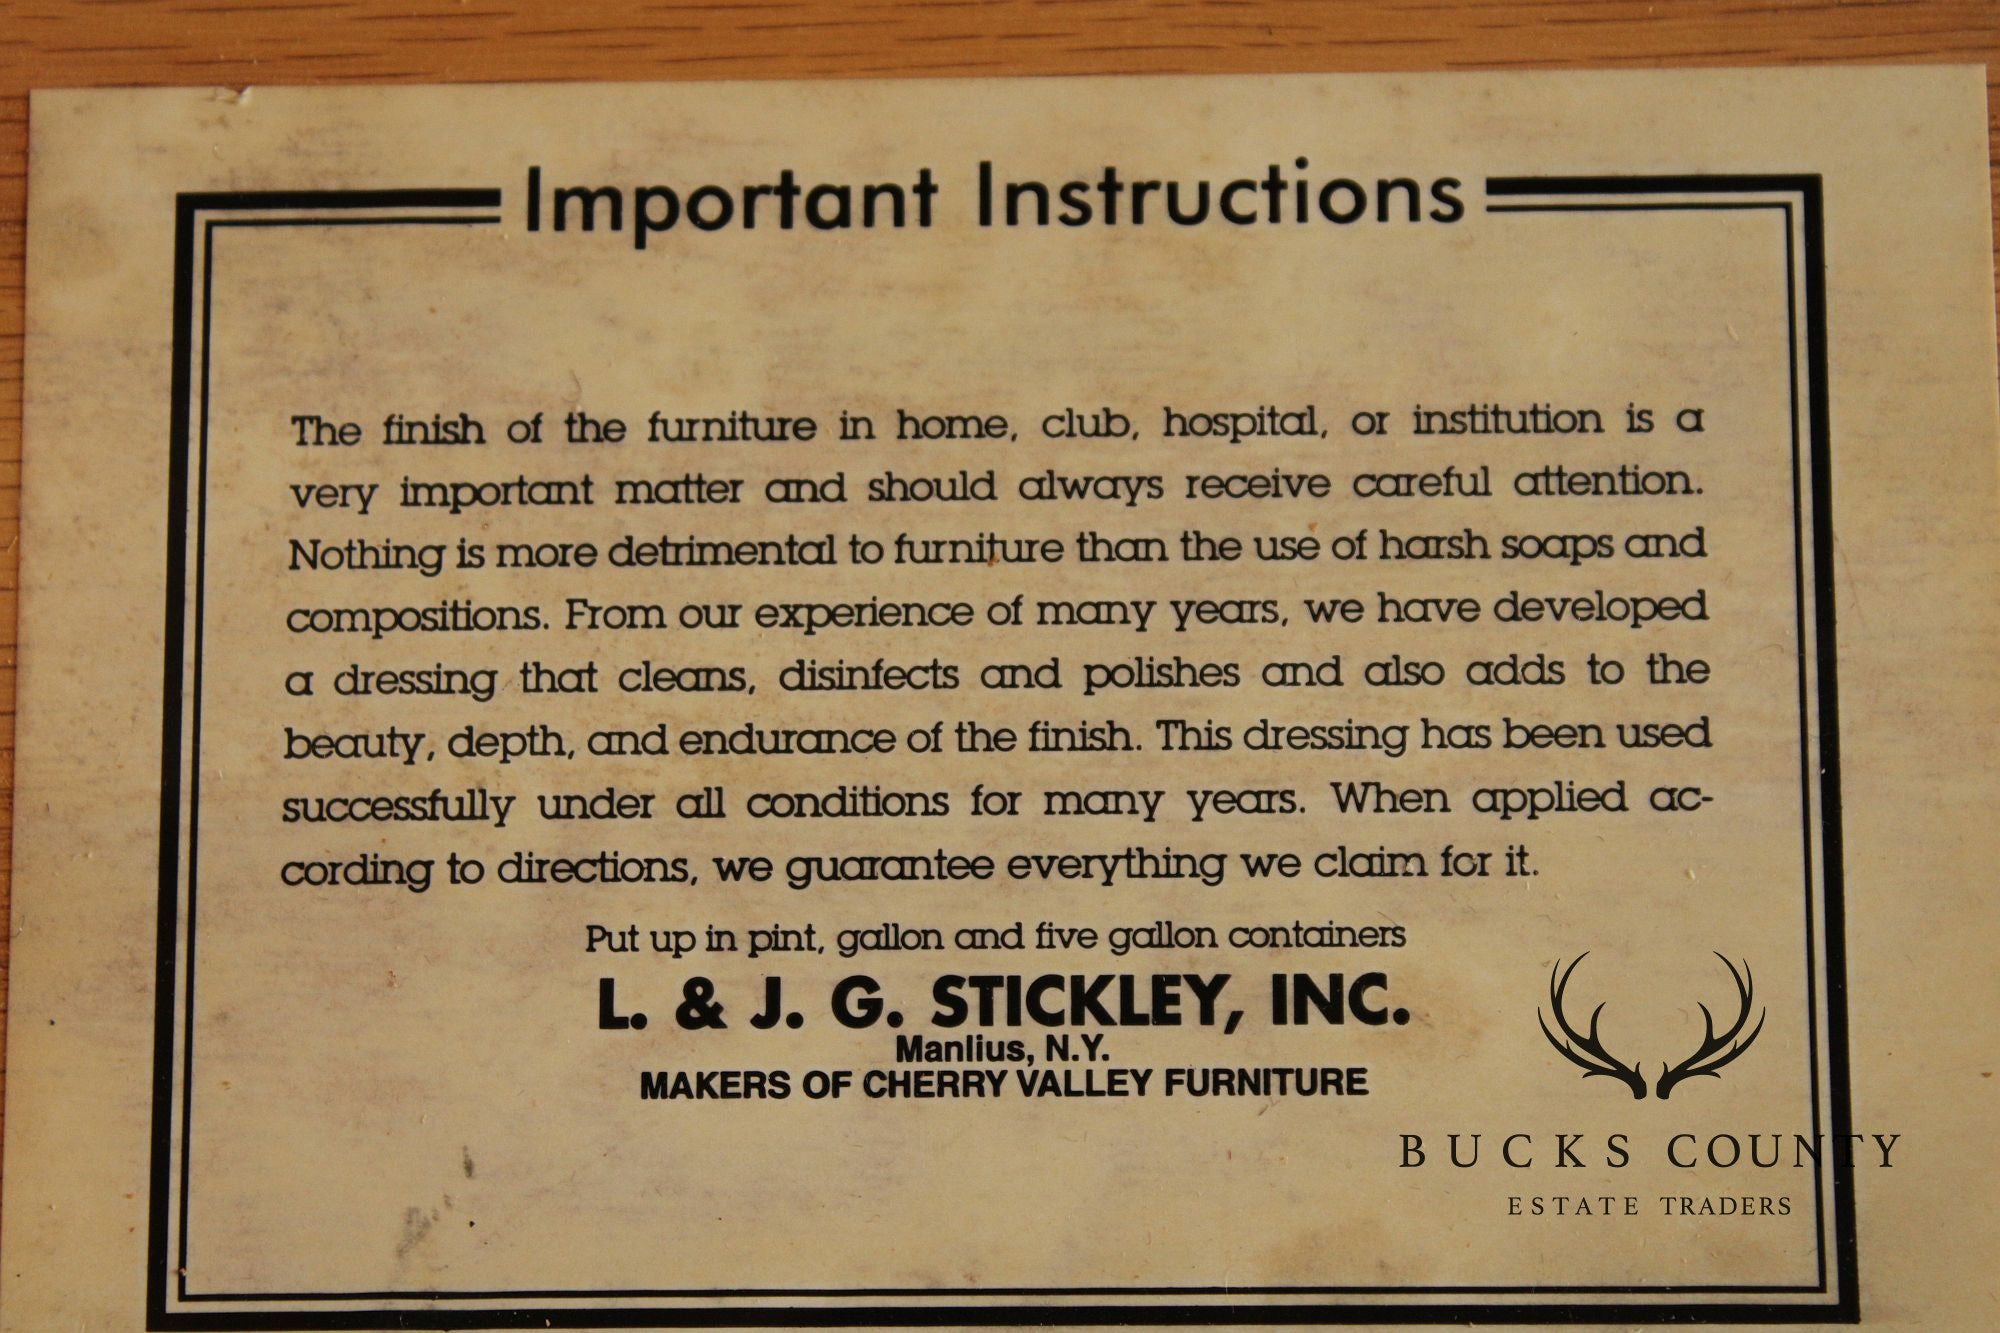 Important Instructions
The finish of the furniture in home, club, hospital, or institution is a
very important matter and should always receive careful attention.
Nothing is more detrimental to furniture than the use of harsh soaps and
compositions. From our experience of many years, we have developed
a dressing that cleans, disinfects and polishes and also adds to the
beauty, depth, and endurance of the finish. This dressing has been used
successfully under all conditions for many years. When applied ac-
cording to directions, we guarantee everything we claim for it.
Put up in pint, gallon and five gallon containers
L. & J. G. STICKLEY, INC.
Manlius, N.Y.
MAKERS OF CHERRY VALLEY FURNITURE
BUCKS COUNTY
ESTATE TRADERS